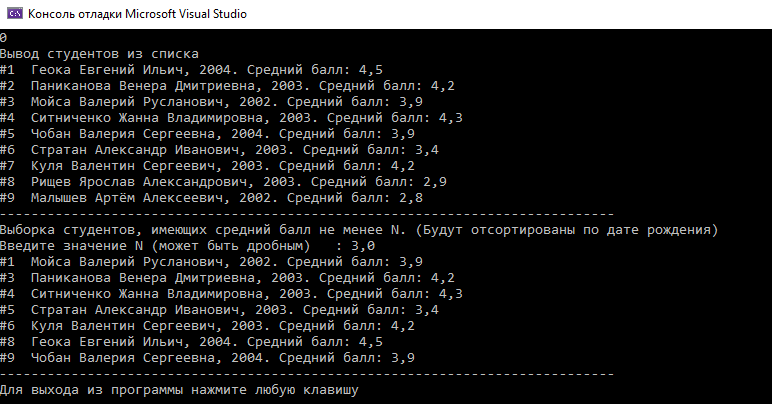 C:\ Консоль отладки Microsoft Visual Studio
0
Вывод студентов из списка
#1  Геока Евгений Ильич, 2004. Средний балл: 4,5
#2  Паниканова Венера Дмитриевна, 2003. Средний балл: 4,2
#3  Мойса Валерий Русланович, 2002. Средний балл: 3,9
#4  Ситниченко Жанна Владимировна, 2003. Средний балл: 4,3
#5  Чобан Валерия Сергеевна, 2004. Средний балл: 3,9
#6  Стратан Александр Иванович, 2003. Средний балл: 3,4
#7  Куля Валентин Сергеевич, 2003. Средний балл: 4,2
#8  Рищев Ярослав Александрович, 2003. Средний балл: 2,9
#9  Малышев Артём Алексеевич, 2002. Средний балл: 2,8
-----------------------------------------------------------------------------
Выборка студентов, имеющих средний балл не менее N. (Будут отсортированы по дате рождения)
Введите значение N (может быть дробным)   : 3,0
#1  Мойса Валерий Русланович, 2002. Средний балл: 3,9
#3  Паниканова Венера Дмитриевна, 2003. Средний балл: 4,2
#4  Ситниченко Жанна Владимировна, 2003. Средний балл: 4,3
#5  Стратан Александр Иванович, 2003. Средний балл: 3,4
#6  Куля Валентин Сергеевич, 2003. Средний балл: 4,2
#8  Геока Евгений Ильич, 2004. Средний балл: 4,5
#9  Чобан Валерия Сергеевна, 2004. Средний балл: 3,9
-----------------------------------------------------------------------------
Для выхода из программы нажмите любую клавишу